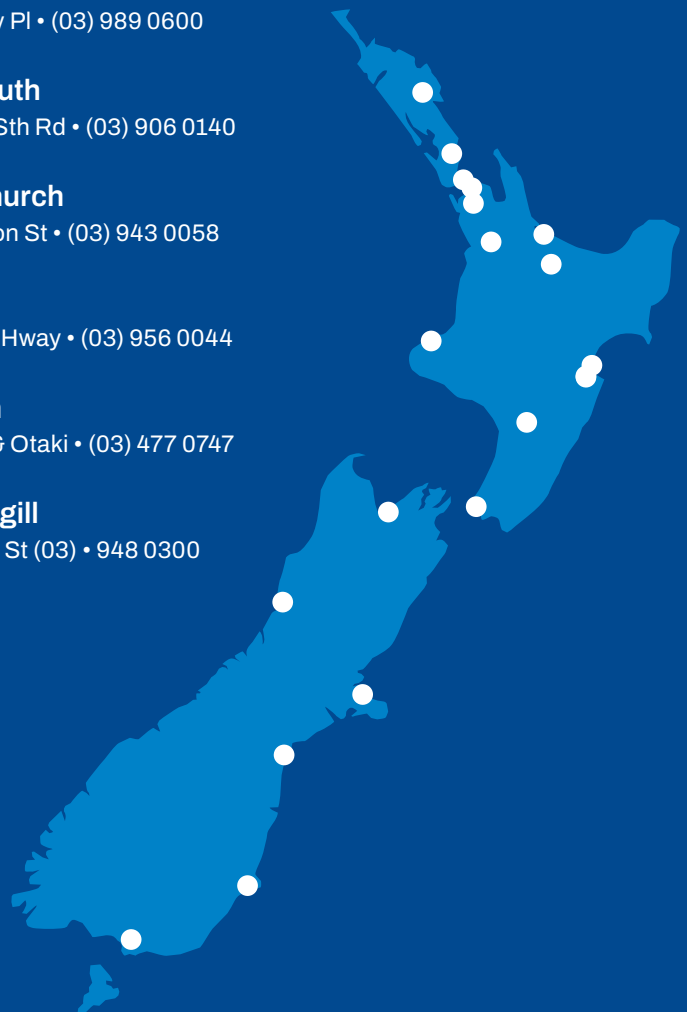 y Pl • (03) 989 0600
uth
Sth Rd • (03) 906 0140
hurch
on St • (03) 943 0058
Hway • (03) 956 0044
& Otaki • (03) 477 0747
gill
St (03) • 948 0300